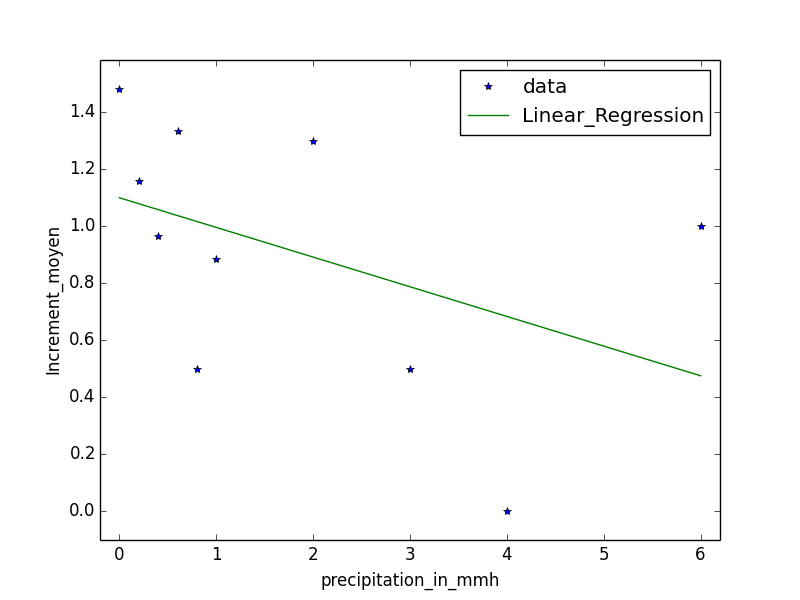 data
Linear_Regression
1.4
1.2
1.0
0.8
0.6
0.4
0.2
0.0
Increment_moyen
0 1 2 3 4 5 6
precipitation_in_mmh